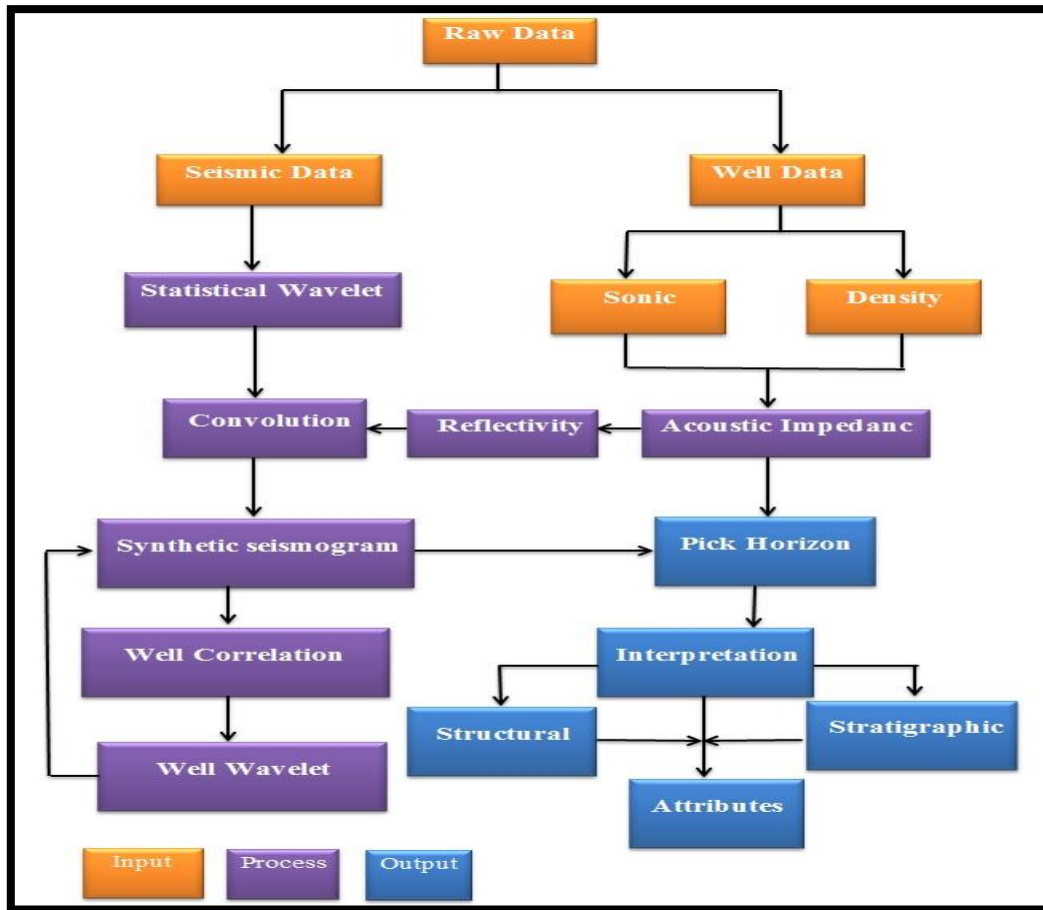 Raw Data
Seismic Data
Well Data
Statistical Wavelet
Sonic
Density
Convolution
Reflectivity
Acoustic Impedanc
Synthetic seismogram
Pick Horizon
Well Correlation
Interpretation
Structural
Stratigraphic
Well Wavelet
Attributes
Input
Process
Output